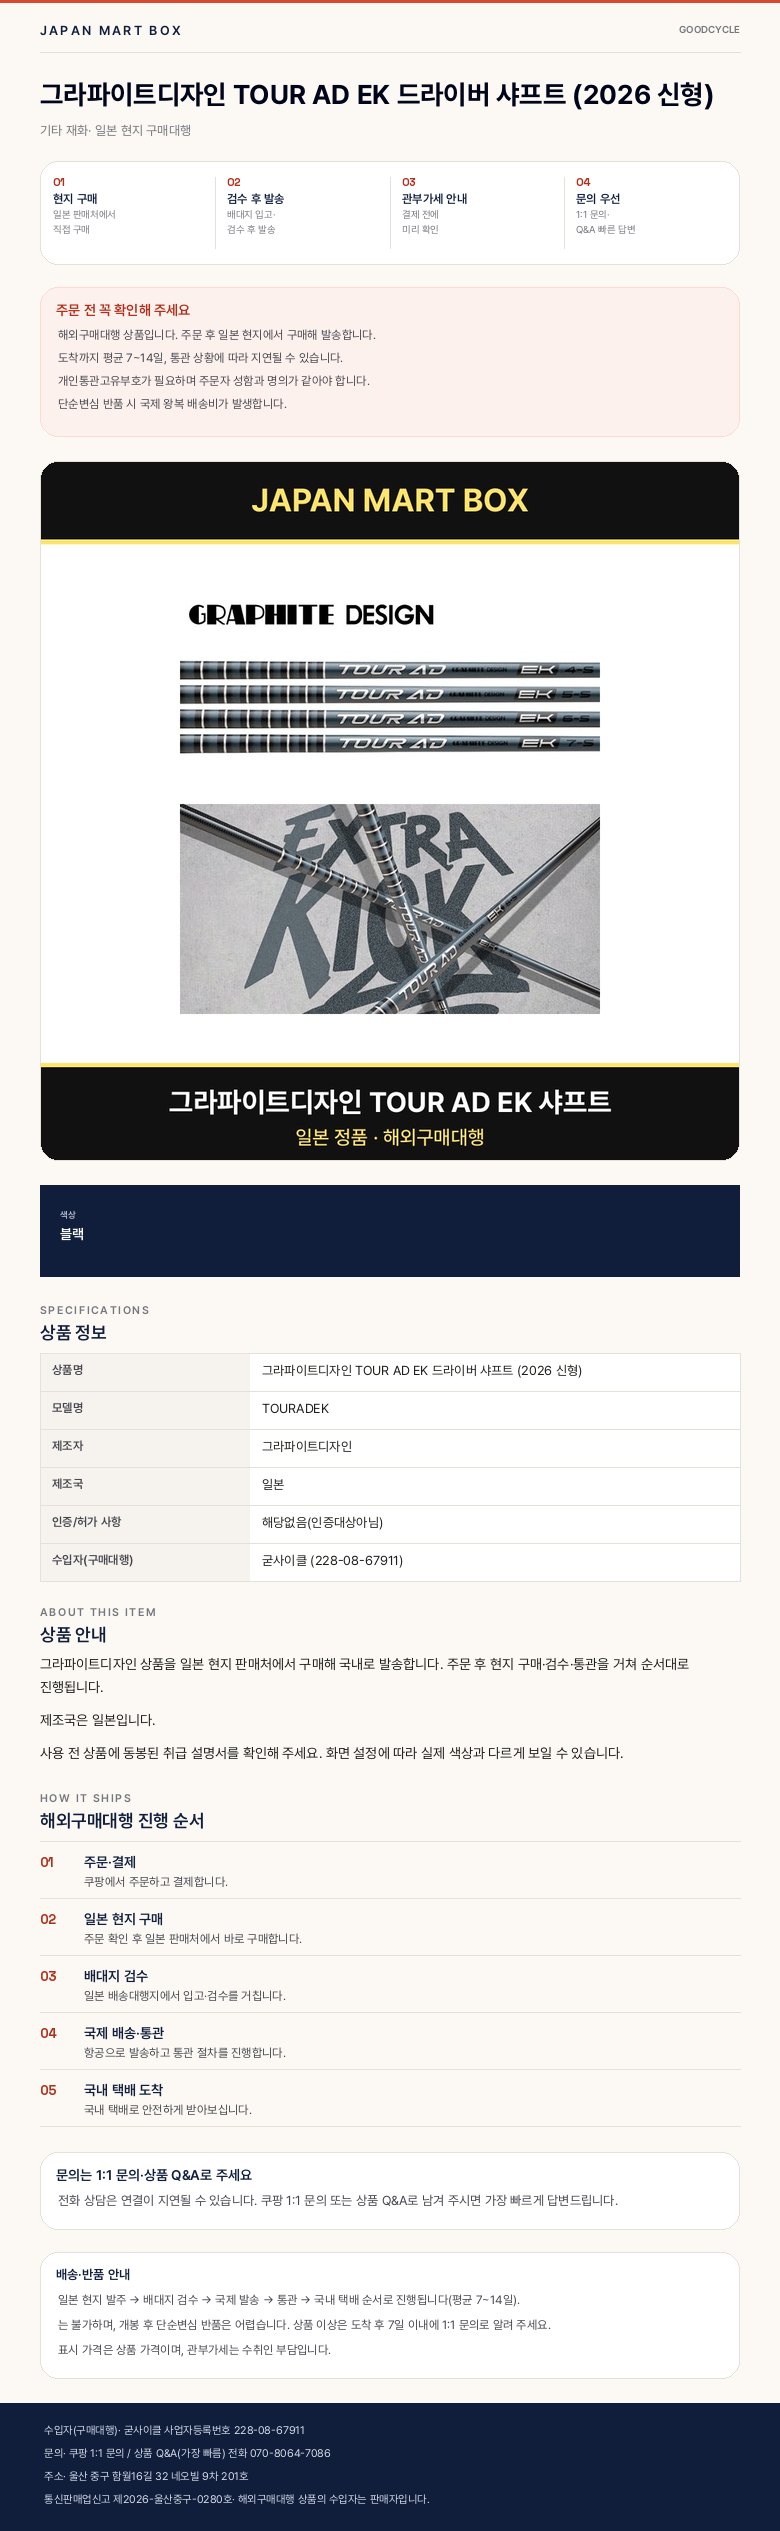 JAPAN MART BOX
GOODCYCLE
그라파이트디자인 TOUR AD EK 드라이버 샤프트 (2026 신형)
기타 재화· 일본 현지 구매대행
01
현지 구매
일본 판매처에서
직접 구매
02
검수 후 발송
배대지 입고·
검수 후 발송
03
관부가세 안내
결제 전에
미리 확인
04
문의 우선
1:1 문의·
Q&A 빠른 답변
주문 전 꼭 확인해 주세요
해외구매대행 상품입니다. 주문 후 일본 현지에서 구매해 발송합니다.
도착까지 평균 7~14일, 통관 상황에 따라 지연될 수 있습니다.
개인통관고유부호가 필요하며 주문자 성함과 명의가 같아야 합니다.
단순변심 반품 시 국제 왕복 배송비가 발생합니다.
JAPAN MART BOX
GRAPHITE DESIGN
TOUR AD GRAPHITE DESIGN EK 4-S
TOUR AD GRAPHITE DESIGN EK 5-S
TOUR AD GRAPHITE DESIGN EK 6-S
TOUR AD GRAPHITE DESIGN EK 7-S
EXTRA
KICK
TOUR AD
TOUR AD
TOUR AD EK
그라파이트디자인 TOUR AD EK 샤프트
일본 정품 · 해외구매대행
색상
블랙
SPECIFICATIONS
상품 정보
상품명 그라파이트디자인 TOUR AD EK 드라이버 샤프트 (2026 신형)
모델명 TOURADEK
제조자 그라파이트디자인
제조국 일본
인증/허가 사항 해당없음(인증대상아님)
수입자(구매대행) 굳사이클 (228-08-67911)
ABOUT THIS ITEM
상품 안내
그라파이트디자인 상품을 일본 현지 판매처에서 구매해 국내로 발송합니다. 주문 후 현지 구매·검수·통관을 거쳐 순서대로
진행됩니다.
제조국은 일본입니다.
사용 전 상품에 동봉된 취급 설명서를 확인해 주세요. 화면 설정에 따라 실제 색상과 다르게 보일 수 있습니다.
HOW IT SHIPS
해외구매대행 진행 순서
01 주문·결제
쿠팡에서 주문하고 결제합니다.
02 일본 현지 구매
주문 확인 후 일본 판매처에서 바로 구매합니다.
03 배대지 검수
일본 배송대행지에서 입고·검수를 거칩니다.
04 국제 배송·통관
항공으로 발송하고 통관 절차를 진행합니다.
05 국내 택배 도착
국내 택배로 안전하게 받아보십니다.
문의는 1:1 문의·상품 Q&A로 주세요
전화 상담은 연결이 지연될 수 있습니다. 쿠팡 1:1 문의 또는 상품 Q&A로 남겨 주시면 가장 빠르게 답변드립니다.
배송·반품 안내
일본 현지 발주 → 배대지 검수 → 국제 발송 → 통관 → 국내 택배 순서로 진행됩니다(평균 7~14일).
는 불가하며, 개봉 후 단순변심 반품은 어렵습니다. 상품 이상은 도착 후 7일 이내에 1:1 문의로 알려 주세요.
표시 가격은 상품 가격이며, 관부가세는 수취인 부담입니다.
수입자(구매대행)· 굳사이클 사업자등록번호 228-08-67911
문의· 쿠팡 1:1 문의 / 상품 Q&A(가장 빠름) 전화 070-8064-7086
주소· 울산 중구 함월16길 32 네오빌 9차 201호
통신판매업신고 제2026-울산중구-0280호· 해외구매대행 상품의 수입자는 판매자입니다.